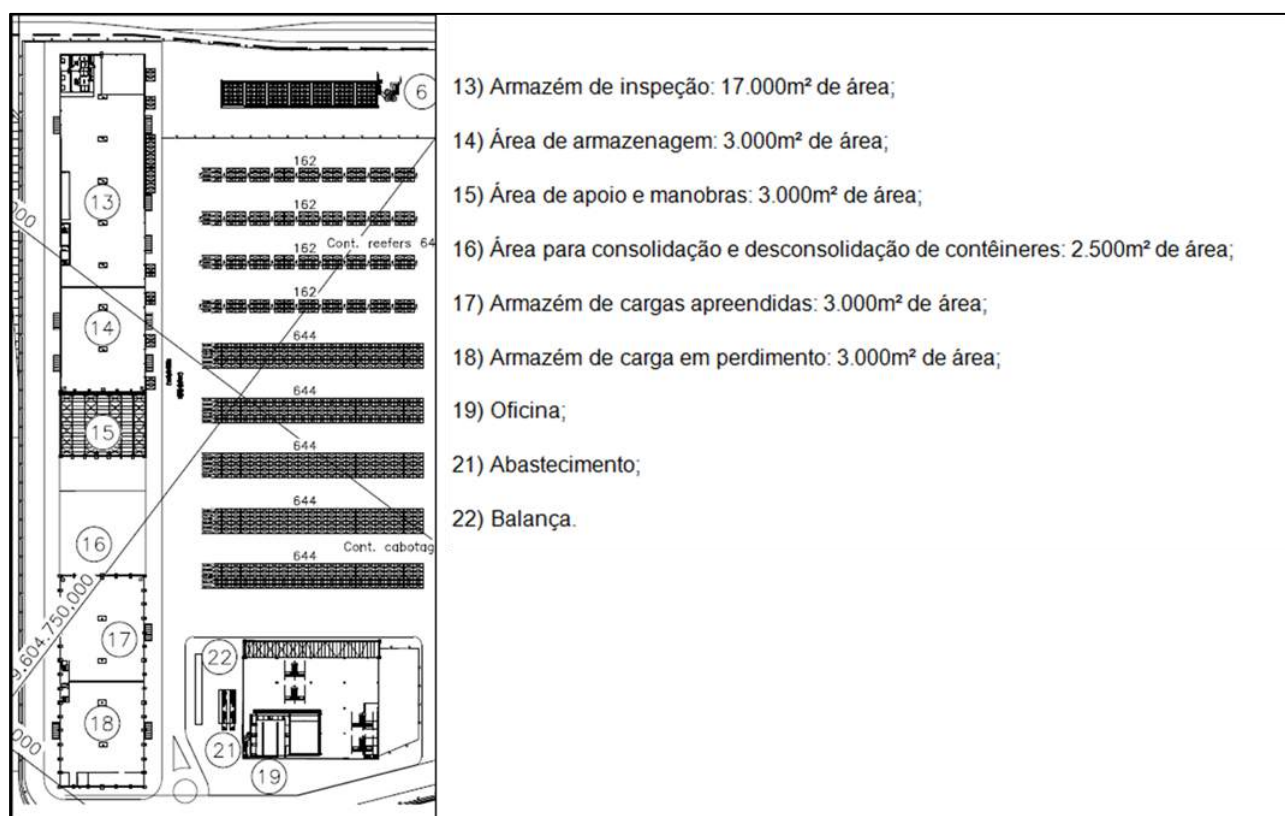 6
162
162
13
000
Cont. reefers 64
162
162
14
644
644
15
644
644
16
Cont. cabotag
644
9.604.750,000
17
22
18
000
21
19
13) Armazém de inspeção: 17.000m² de área;
14) Área de armazenagem: 3.000m² de área;
15) Área de apoio e manobras: 3.000m² de área;
16) Área para consolidação e desconsolidação de contêineres: 2.500m² de área;
17) Armazém de cargas apreendidas: 3.000m² de área;
18) Armazém de carga em perdimento: 3.000m² de área;
19) Oficina;
21) Abastecimento;
22) Balança.